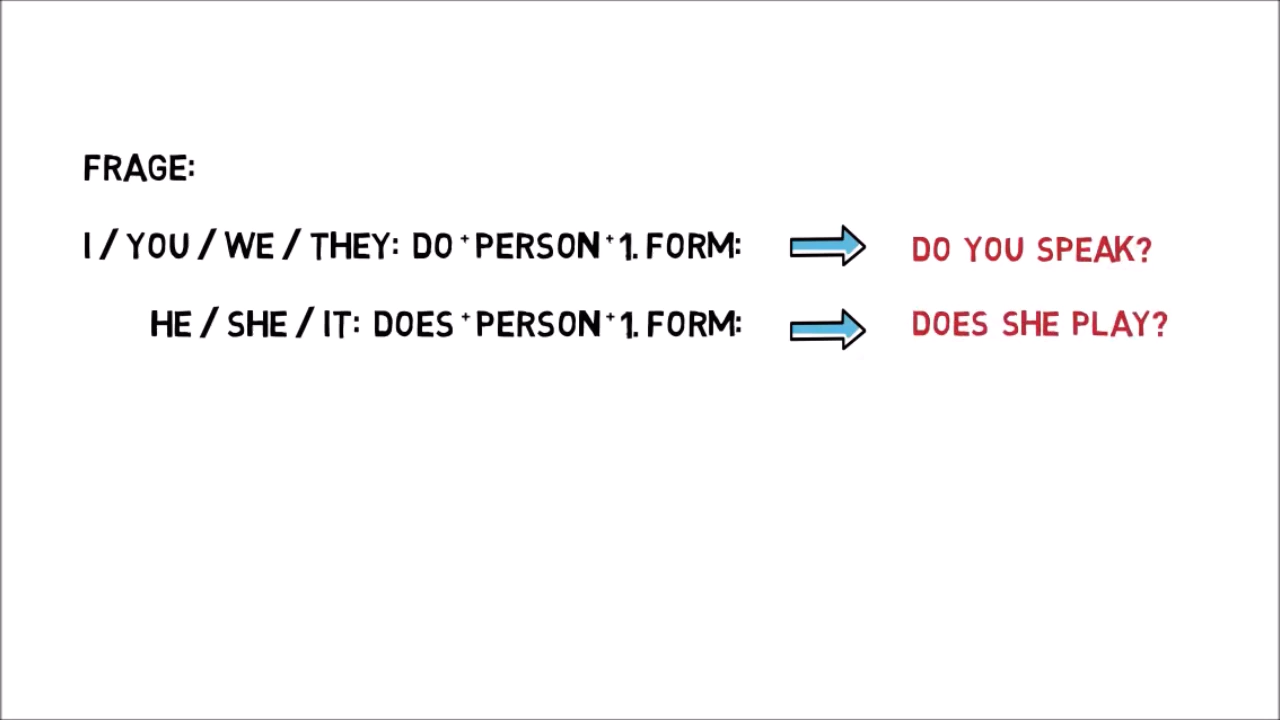 FRAGE:
I / YOU / WE / THEY: DO + PERSON + 1. FORM: DO YOU SPEAK?
HE / SHE / IT: DOES + PERSON + 1. FORM: DOES SHE PLAY?